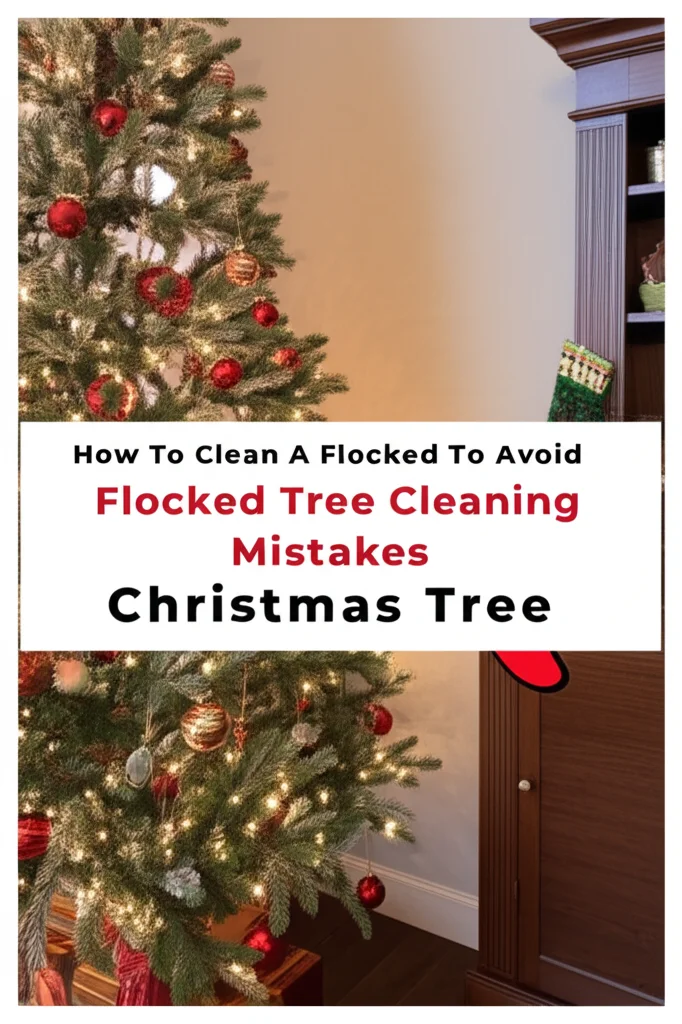 How To Clean A Flocked To Avoid
Flocked Tree Cleaning
Mistakes
Christmas Tree